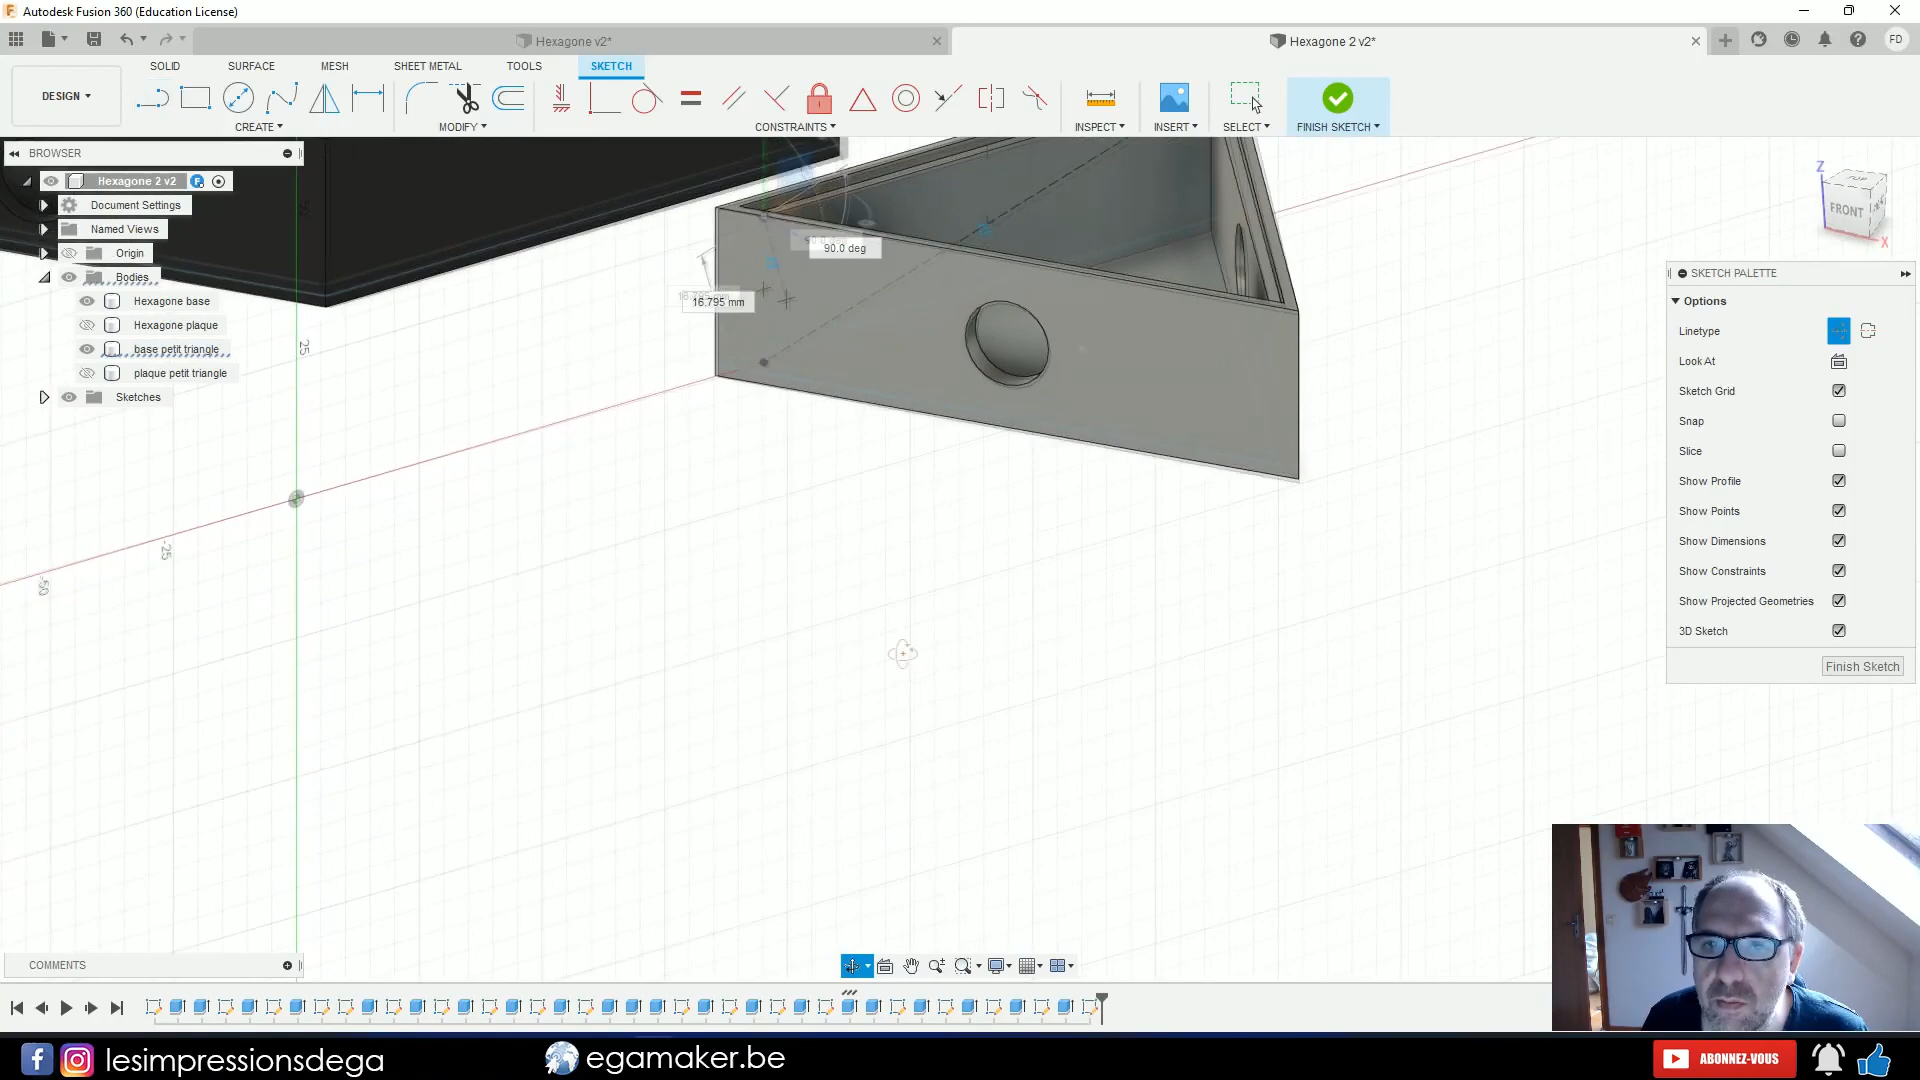 Autodesk Fusion 360 (Education License)
Hexagone v2*
Hexagone 2 v2*
FD
SOLID
SURFACE
MESH
SHEET METAL
TOOLS
SKETCH
DESIGN
CREATE
MODIFY
CONSTRAINTS
INSPECT
INSERT
SELECT
FINISH SKETCH
BROWSER
Hexagone 2 v2
Document Settings
Named Views
Origin
Bodies
Hexagone base
Hexagone plaque
base petit triangle
plaque petit triangle
Sketches
90.0 deg
16.795 mm
25
-25
-50
Z
FRONT
X
SKETCH PALETTE
Options
Linetype
Look At
Sketch Grid
Snap
Slice
Show Profile
Show Points
Show Dimensions
Show Constraints
Show Projected Geometries
3D Sketch
Finish Sketch
COMMENTS
lesimpressionsdega
egamaker.be
ABONNEZ-VOUS